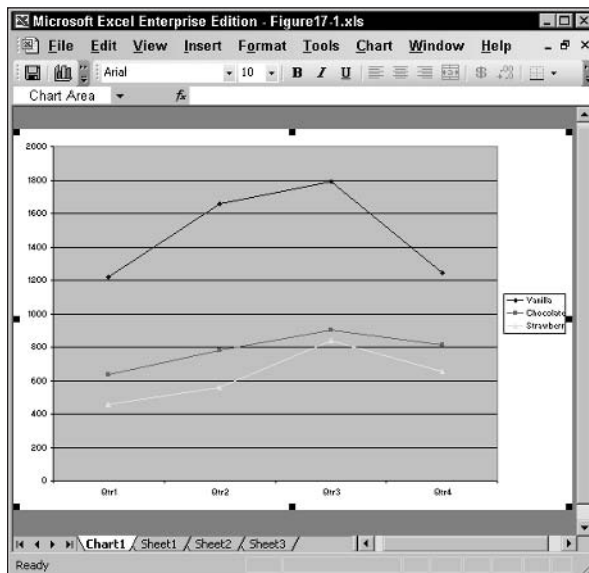 Microsoft Excel Enterprise Edition - Figure17-1.xls
File Edit View Insert Format Tools Chart Window Help
Arial 10 B I U $
Chart Area fx
2000
1800
1600
1400
1200
1000
800
600
400
200
0
Qtr1 Qtr2 Qtr3 Qtr4
Vanilla
Chocolate
Strawberr
Chart1 Sheet1 Sheet2 Sheet3
Ready